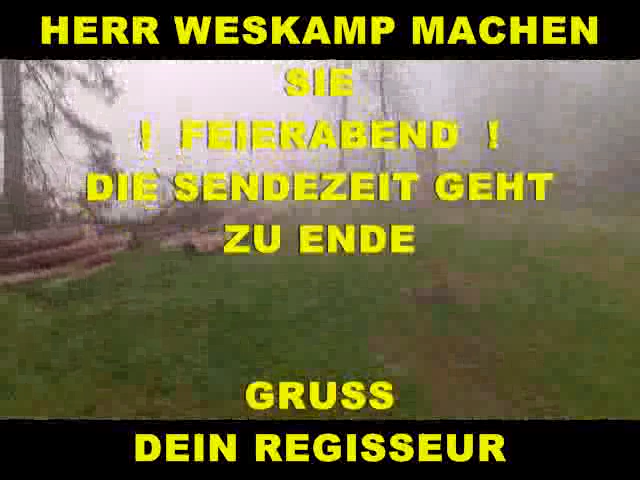 HERR WESKAMP MACHEN
SIE
! FEIERABEND !
DIE SENDEZEIT GEHT
ZU ENDE
GRUSS
DEIN REGISSEUR